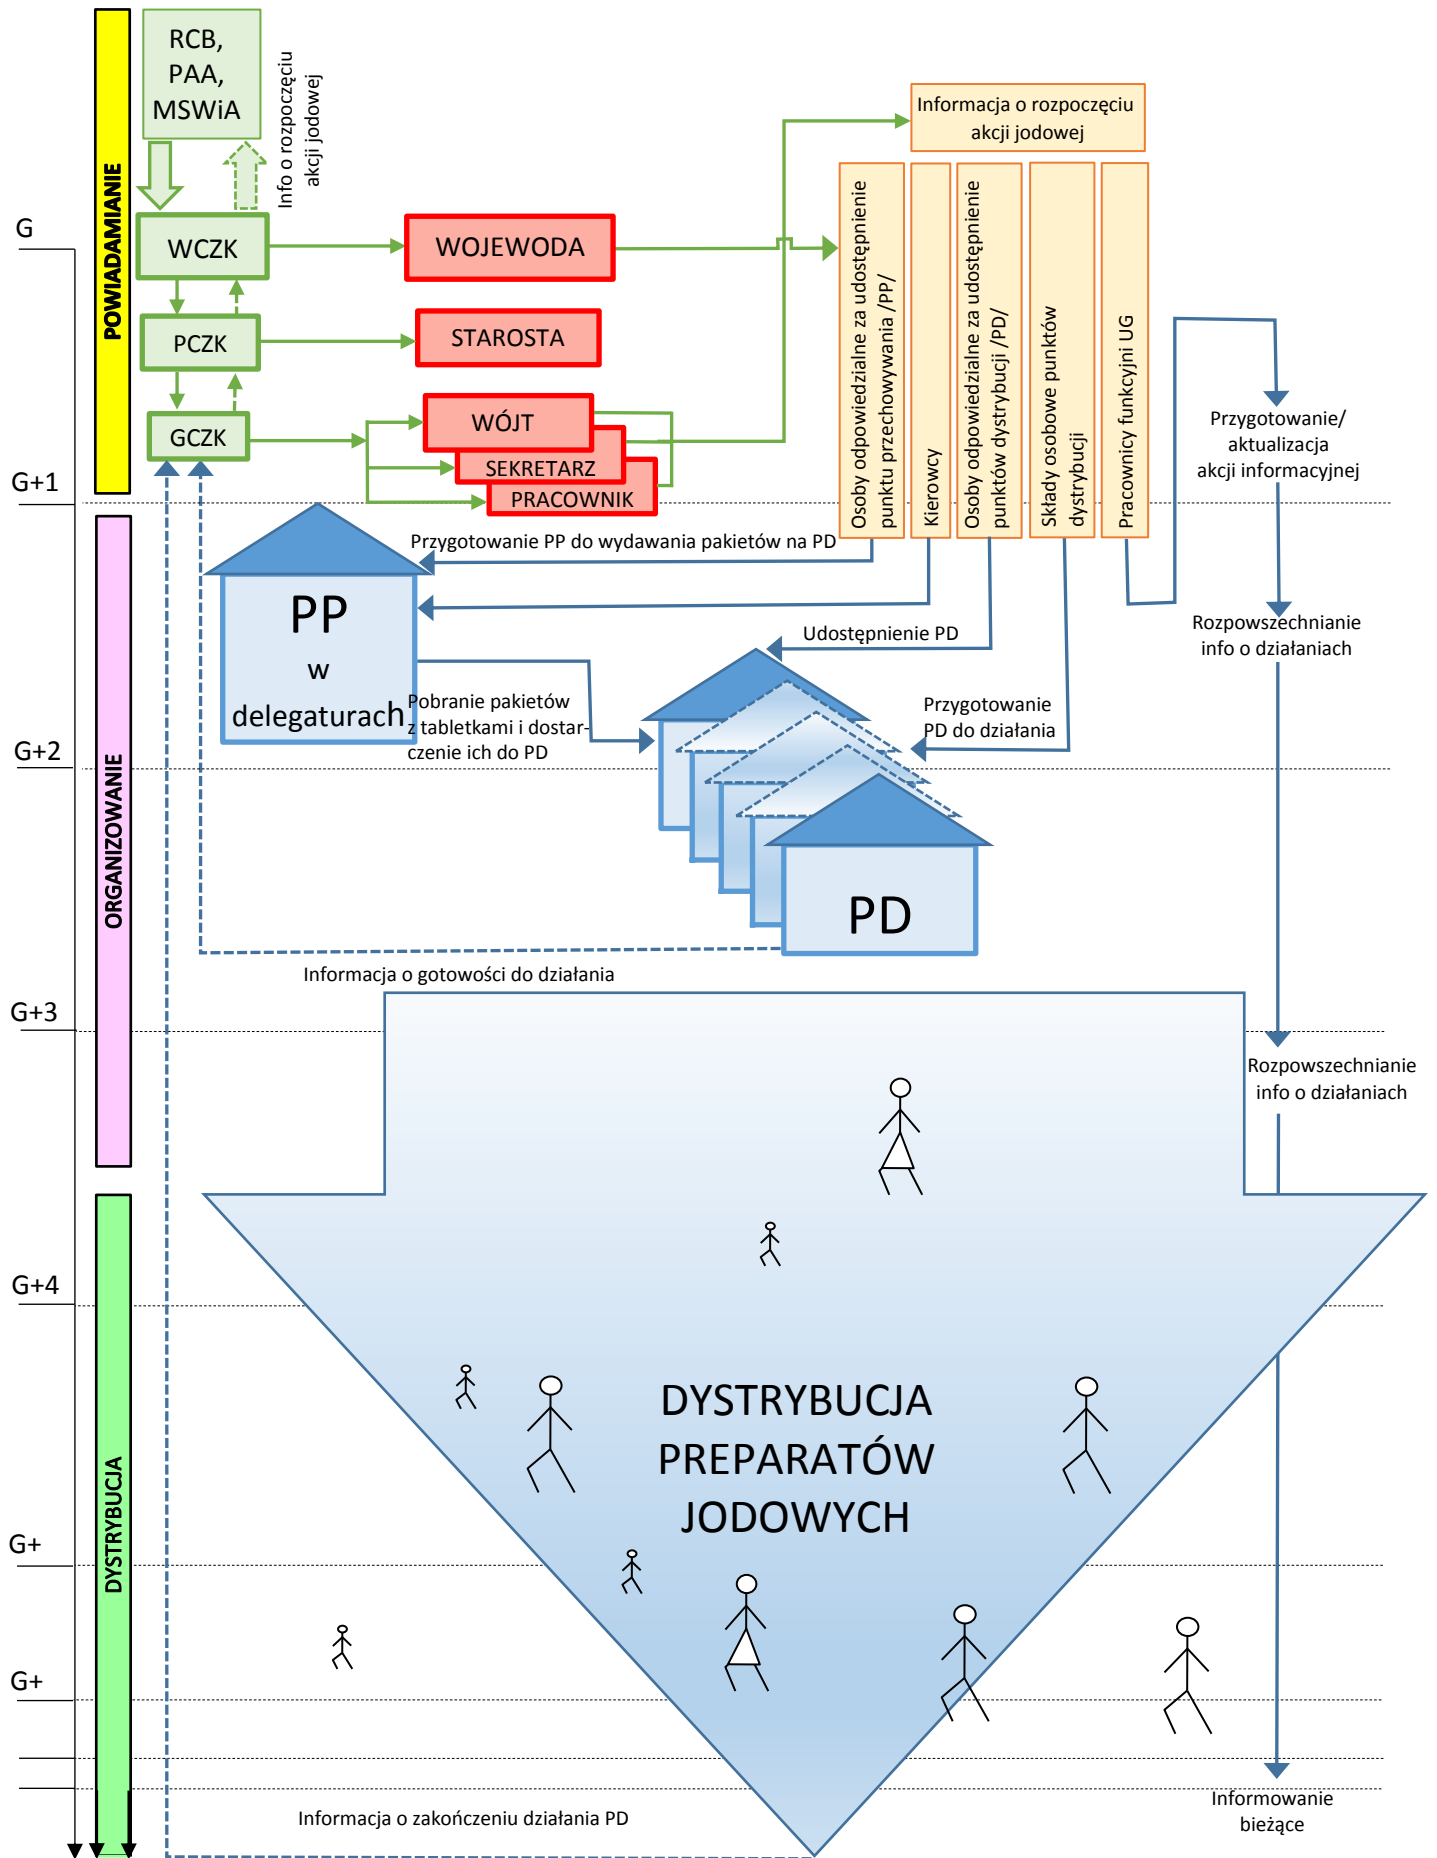 RCB,
PAA,
MSWiA
Info o rozpoczęciu
akcji jodowej
POWIADAMIANIE
G
WCZK
PCZK
GCZK
WOJEWODA
STAROSTA
WÓJT
SEKRETARZ
PRACOWNIK
Informacja o rozpoczęciu
akcji jodowej
Osoby odpowiedzialne za udostępnienie
punktu przechowywania /PP/
Kierowcy
Osoby odpowiedzialne za udostępnienie
punktów dystrybucji /PD/
Składy osobowe punktów
dystrybucji
Pracownicy funkcyjni UG
Przygotowanie/
aktualizacja
akcji informacyjnej
G+1
ORGANIZOWANIE
Przygotowanie PP do wydawania pakietów na PD
PP
w
delegaturach
Udostępnienie PD
Rozpowszechnianie
info o działaniach
Pobranie pakietów
z tabletkami i dostar-
czenie ich do PD
Przygotowanie
PD do działania
G+2
PD
Informacja o gotowości do działania
G+3
Rozpowszechnianie
info o działaniach
G+4
DYSTRYBUCJA
DYSTRYBUCJA
PREPARATÓW
JODOWYCH
G+
G+
Informacja o zakończeniu działania PD
Informowanie
bieżące